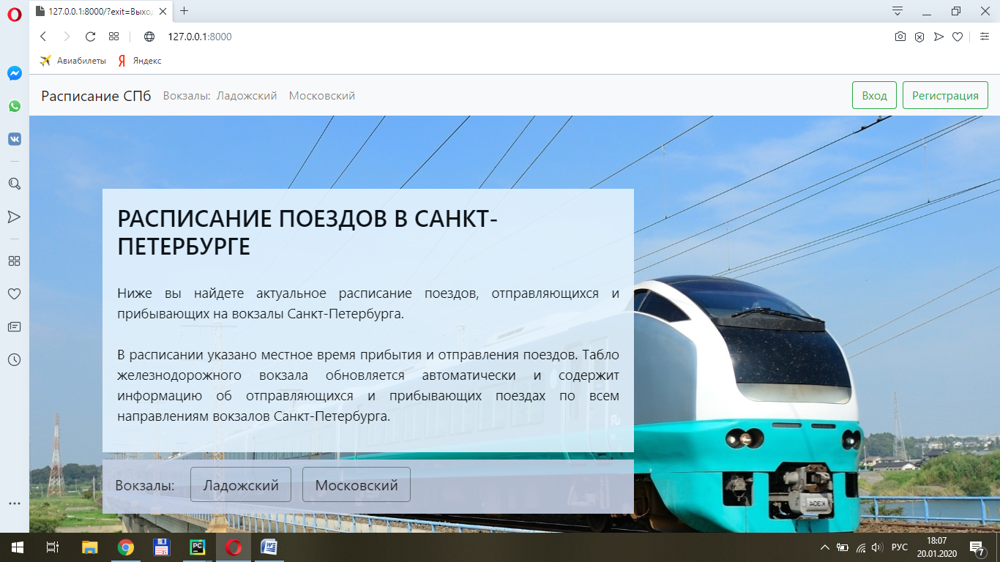 127.0.0.1:8000/?exit=Выход
127.0.0.1:8000
Авиабилеты Яндекс
Расписание СПб Вокзалы: Ладожский Московский Вход Регистрация
РАСПИСАНИЕ ПОЕЗДОВ В САНКТ-
ПЕТЕРБУРГЕ
Ниже вы найдете актуальное расписание поездов, отправляющихся и
прибывающих на вокзалы Санкт-Петербурга.
В расписании указано местное время прибытия и отправления поездов. Табло
железнодорожного вокзала обновляется автоматически и содержит
информацию об отправляющихся и прибывающих поездах по всем
направлениям вокзалов Санкт-Петербурга.
Вокзалы: Ладожский Московский
РУС
18:07
20.01.2020
7